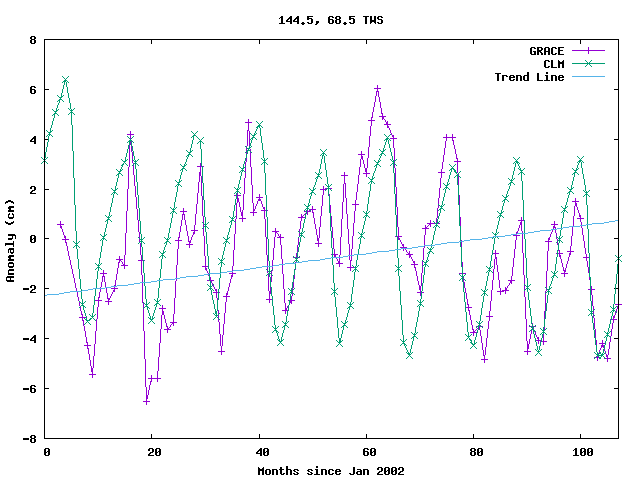 144.5, 68.5 TWS
GRACE
CLM
Trend Line
Anomaly (cm)
8
6
4
2
0
-2
-4
-6
-8
0 20 40 60 80 100
Months since Jan 2002